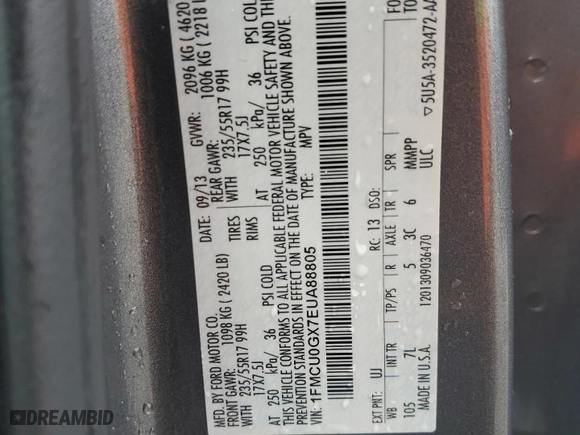 MFD. BY FORD MOTOR CO.
DATE: 09/13
GVWR: 2096 KG ( 4620
FRONT GAWR: 1098 KG ( 2420 LB)
REAR GAWR: 1006 KG ( 2218 L
235/55R17 99H
WITH
TIRES
235/55R17 99H
17X7.5J
RIMS
WITH
17X7.5J
AT 250 kPa/ 36 PSI COLD
AT 250 kPa/ 36 PSI COL
THIS VEHICLE CONFORMS TO ALL APPLICABLE FEDERAL MOTOR VEHICLE SAFETY AND THE
PREVENTION STANDARDS IN EFFECT ON THE DATE OF MANUFACTURE SHOWN ABOVE.
VIN: 1FMCU0GX7EUA88805
TYPE: MPV
EXT PNT: UJ
RC: 13 DSO:
WB INT TR TP/PS R AXLE TR SPR
105 7L 5 3C 6 MMPP
MADE IN U.S.A. 1201309036470 ULC
▽5U5A-3520472-A
FO
TO
DREAMBID